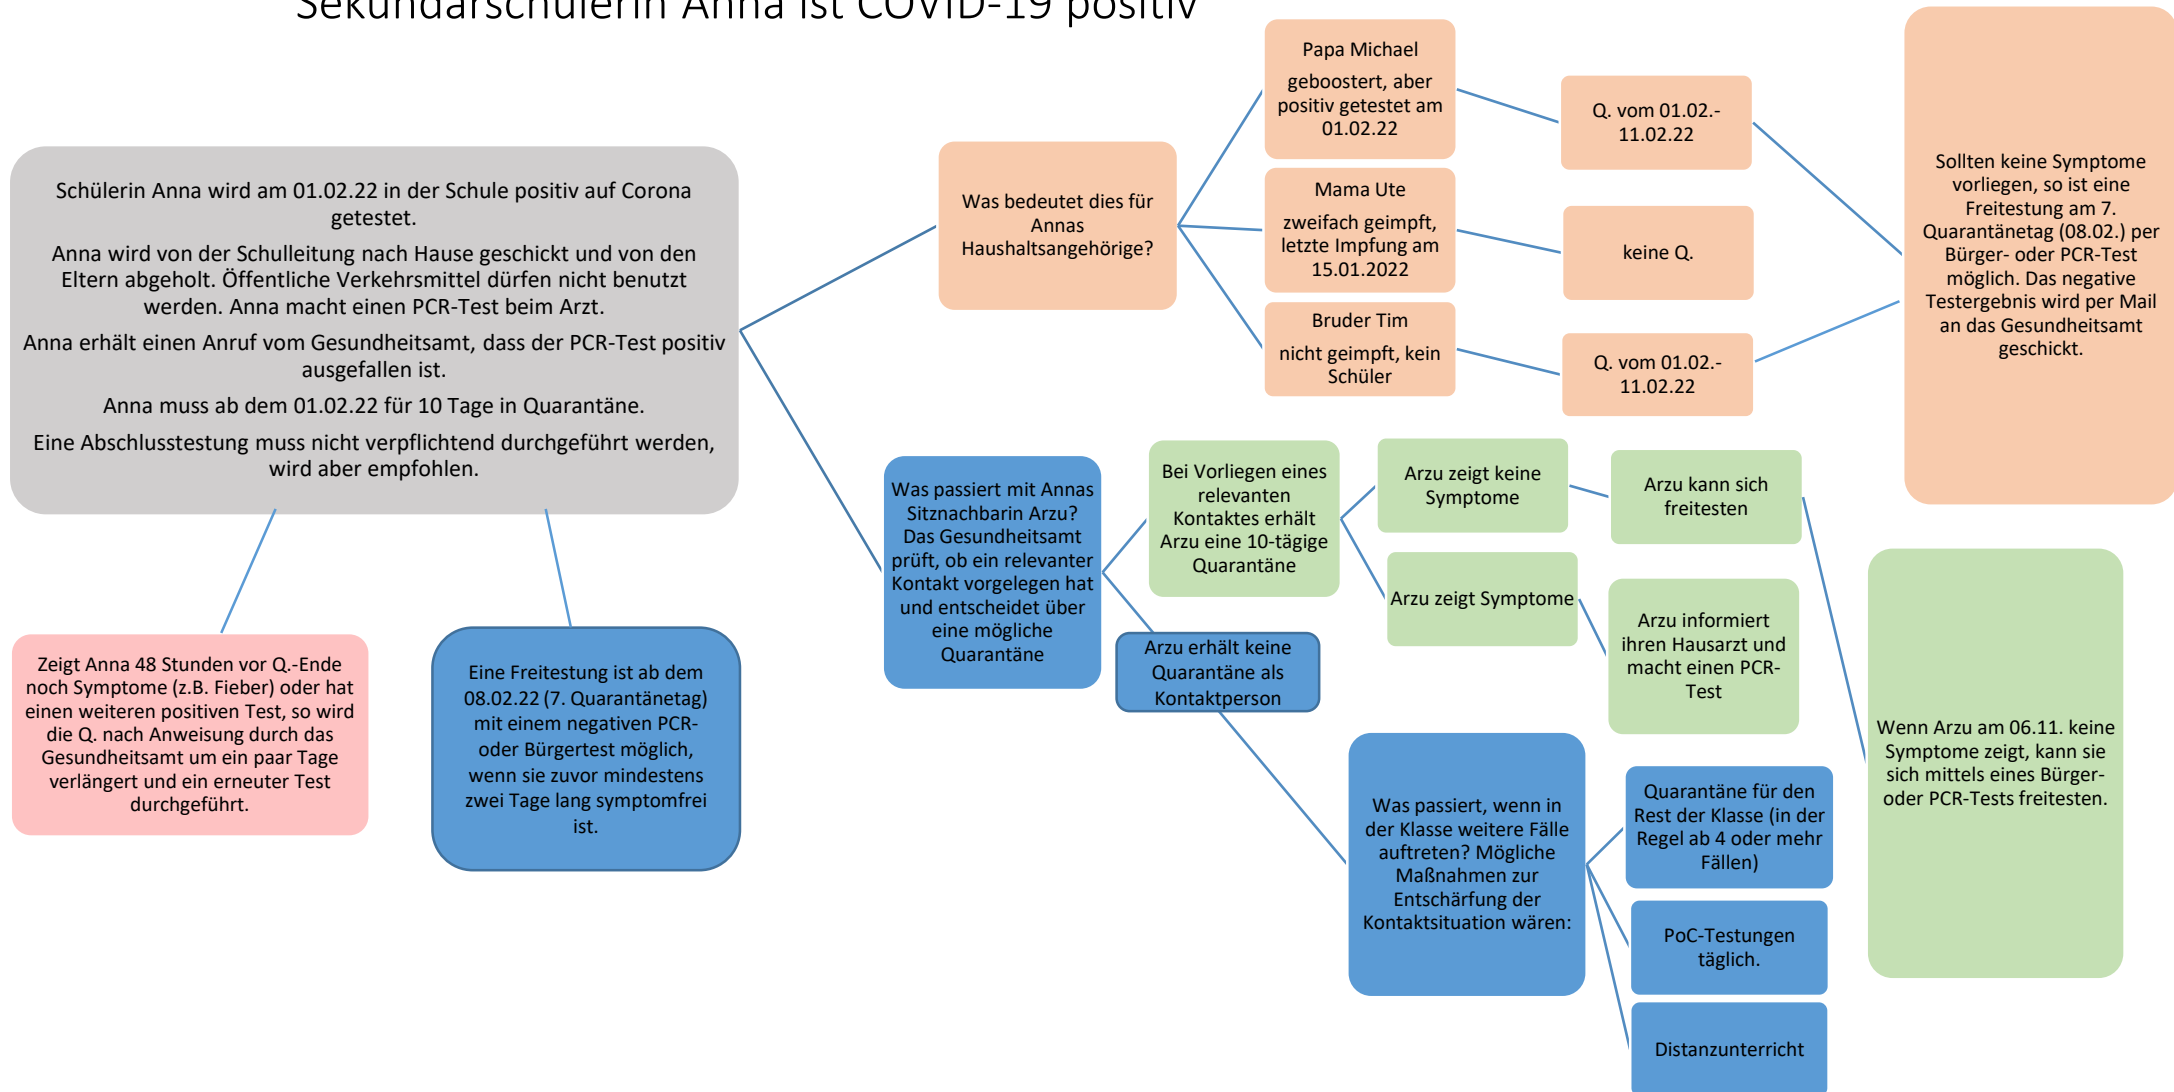 Sekundarschülerin Anna ist COVID-19 positiv
Schülerin Anna wird am 01.02.22 in der Schule positiv auf Corona
getestet.
Anna wird von der Schulleitung nach Hause geschickt und von den
Eltern abgeholt. Öffentliche Verkehrsmittel dürfen nicht benutzt
werden. Anna macht einen PCR-Test beim Arzt.
Anna erhält einen Anruf vom Gesundheitsamt, dass der PCR-Test positiv
ausgefallen ist.
Anna muss ab dem 01.02.22 für 10 Tage in Quarantäne.
Eine Abschlusstestung muss nicht verpflichtend durchgeführt werden,
wird aber empfohlen.
Zeigt Anna 48 Stunden vor Q.-Ende
noch Symptome (z.B. Fieber) oder hat
einen weiteren positiven Test, so wird
die Q. nach Anweisung durch das
Gesundheitsamt um ein paar Tage
verlängert und ein erneuter Test
durchgeführt.
Eine Freitestung ist ab dem
08.02.22 (7. Quarantänetag)
mit einem negativen PCR-
oder Bürgertest möglich,
wenn sie zuvor mindestens
zwei Tage lang symptomfrei
ist.
Was bedeutet dies für
Annas
Haushaltsangehörige?
Papa Michael
geboostert, aber
positiv getestet am
01.02.22
Q. vom 01.02.-
11.02.22
Mama Ute
zweifach geimpft,
letzte Impfung am
15.01.2022
keine Q.
Bruder Tim
nicht geimpft, kein
Schüler
Q. vom 01.02.-
11.02.22
Sollten keine Symptome
vorliegen, so ist eine
Freitestung am 7.
Quarantänetag (08.02.) per
Bürger- oder PCR-Test
möglich. Das negative
Testergebnis wird per Mail
an das Gesundheitsamt
geschickt.
Was passiert mit Annas
Sitznachbarin Arzu?
Das Gesundheitsamt
prüft, ob ein relevanter
Kontakt vorgelegen hat
und entscheidet über
eine mögliche
Quarantäne
Bei Vorliegen eines
relevanten
Kontaktes erhält
Arzu eine 10-tägige
Quarantäne
Arzu zeigt keine
Symptome
Arzu kann sich
freitesten
Arzu zeigt Symptome
Arzu informiert
ihren Hausarzt und
macht einen PCR-
Test
Wenn Arzu am 06.11. keine
Symptome zeigt, kann sie
sich mittels eines Bürger-
oder PCR-Tests freitesten.
Arzu erhält keine
Quarantäne als
Kontaktperson
Was passiert, wenn in
der Klasse weitere Fälle
auftreten? Mögliche
Maßnahmen zur
Entschärfung der
Kontaktsituation wären:
Quarantäne für den
Rest der Klasse (in der
Regel ab 4 oder mehr
Fällen)
PoC-Testungen
täglich.
Distanzunterricht